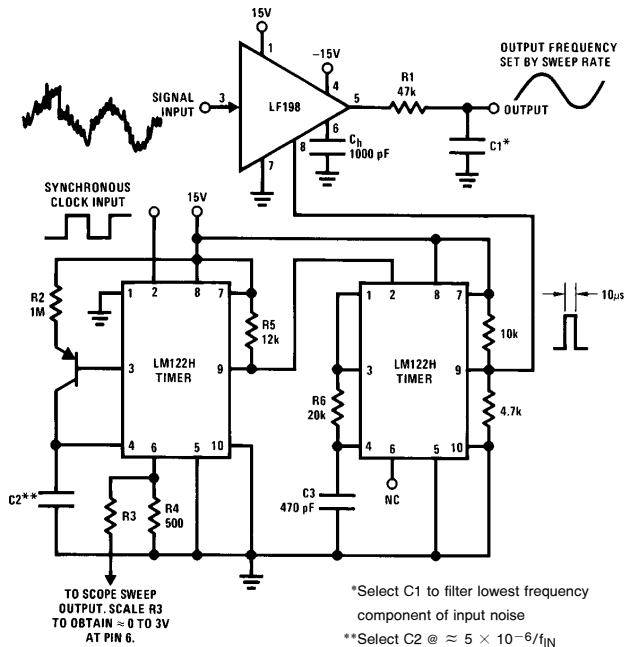 15V
1
-15V
4
SIGNAL
INPUT
3
LF198
5
R1
47k
OUTPUT FREQUENCY
SET BY SWEEP RATE
OUTPUT
6
8
Ch
1000 pF
C1*
7
SYNCHRONOUS
CLOCK INPUT
15V
R2
1M
1
2
8
7
R5
12k
LM122H
TIMER
3
9
4
6
5
10
C2**
R3
R4
500
1
2
8
7
10k
LM122H
TIMER
3
9
R6
20k
4.7k
4
6
5
10
C3
470 pF
NC
10μs
TO SCOPE SWEEP
OUTPUT. SCALE R3
TO OBTAIN ≈ 0 TO 3V
AT PIN 6.
*Select C1 to filter lowest frequency
component of input noise
**Select C2 @ ≈ 5 × 10−6/fIN